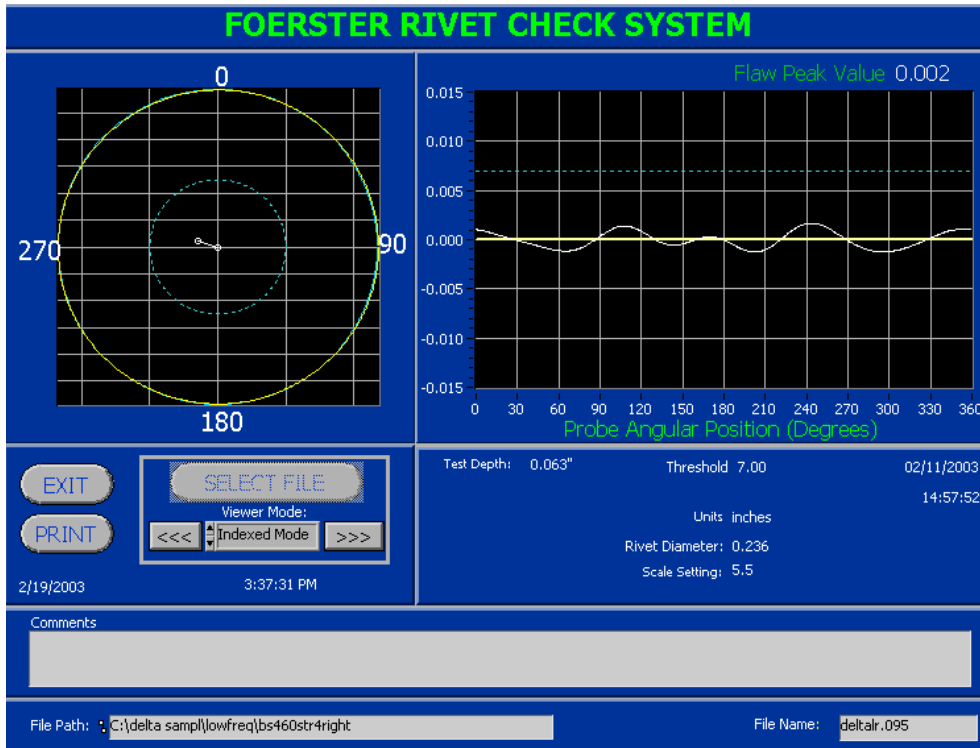 FOERSTER RIVET CHECK SYSTEM
0
270
90
180
Flaw Peak Value 0.002
0.015
0.010
0.005
0.000
-0.005
-0.010
-0.015
0 30 60 90 120 150 180 210 240 270 300 330 360
Probe Angular Position (Degrees)
EXIT
PRINT
SELECT FILE
Viewer Mode:
<<< Indexed Mode >>>
2/19/2003 3:37:31 PM
Test Depth: 0.063" Threshold 7.00 02/11/2003
14:57:52
Units inches
Rivet Diameter: 0.236
Scale Setting: 5.5
Comments
File Path: C:\delta sampl\lowfreq\bs460str4right File Name: deltalr.095